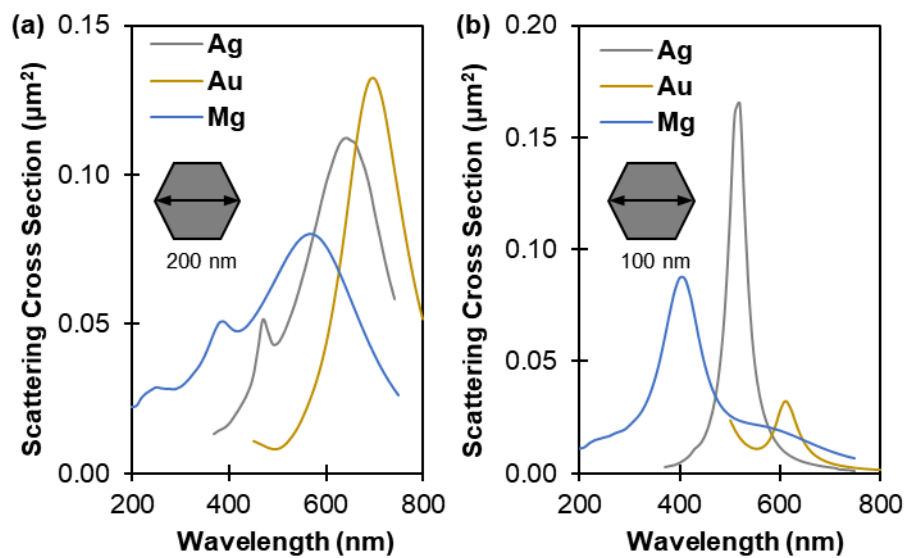 (a)
Scattering Cross Section (µm²)
0.15
0.10
0.05
0.00
Ag
Au
Mg
200 nm
200 400 600 800
Wavelength (nm)
(b)
Scattering Cross Section (µm²)
0.20
0.15
0.10
0.05
0.00
Ag
Au
Mg
100 nm
200 400 600 800
Wavelength (nm)